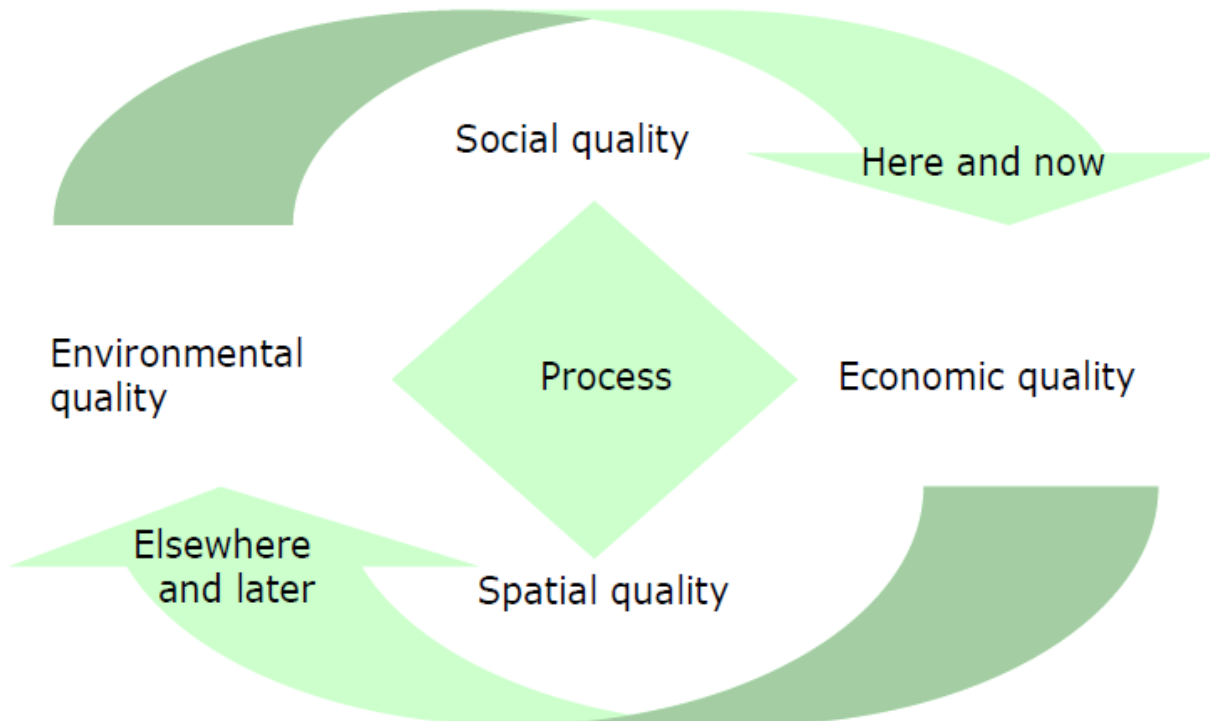 Social quality
Here and now
Environmental
quality
Process
Economic quality
Elsewhere
and later
Spatial quality